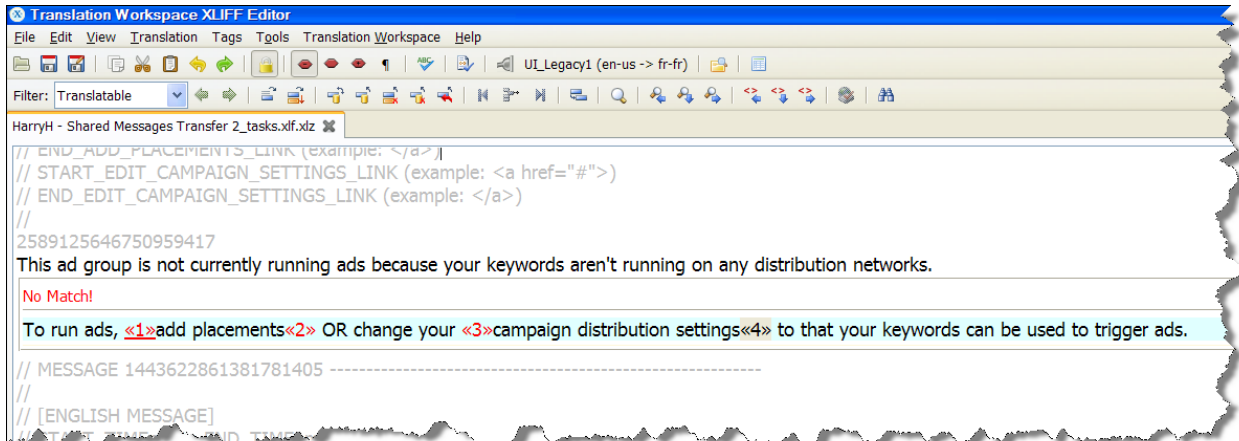 Translation Workspace XLIFF Editor
File Edit View Translation Tags Tools Translation Workspace Help
UI_Legacy1 (en-us -> fr-fr)
Filter: Translatable
HarryH - Shared Messages Transfer 2_tasks.xlf.xlz
// END_ADD_PLACEMENTS_LINK (example: </a>)
// START_EDIT_CAMPAIGN_SETTINGS_LINK (example: <a href="#">)
// END_EDIT_CAMPAIGN_SETTINGS_LINK (example: </a>)
//
2589125646750959417
This ad group is not currently running ads because your keywords aren't running on any distribution networks.
No Match!
To run ads, «1»add placements«2» OR change your «3»campaign distribution settings«4» to that your keywords can be used to trigger ads.
// MESSAGE 1443622861381781405 -----------------------------------------------------------
//
// [ENGLISH MESSAGE]